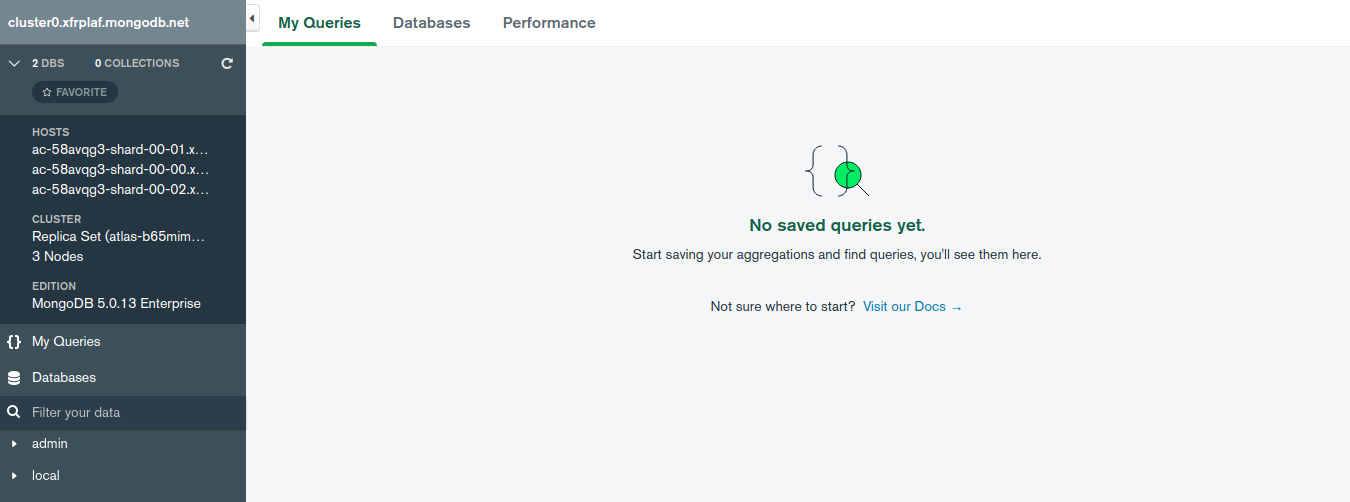 cluster0.xfrplaf.mongodb.net
2 DBS 0 COLLECTIONS
FAVORITE
HOSTS
ac-58avqg3-shard-00-01.x...
ac-58avqg3-shard-00-00.x...
ac-58avqg3-shard-00-02.x...
CLUSTER
Replica Set (atlas-b65mim...
3 Nodes
EDITION
MongoDB 5.0.13 Enterprise
{} My Queries
Databases
Filter your data
admin
local
My Queries Databases Performance
No saved queries yet.
Start saving your aggregations and find queries, you'll see them here.
Not sure where to start? Visit our Docs →